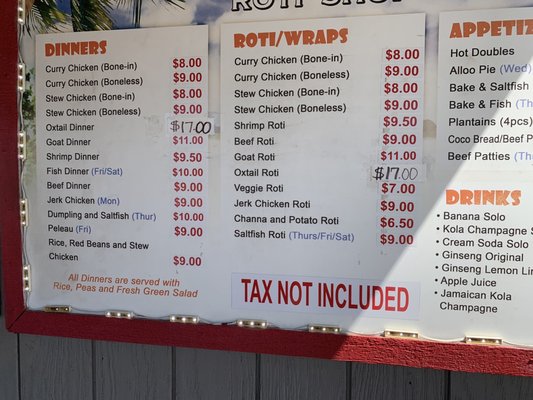 ROTI SHOP
DINNERS
Curry Chicken (Bone-in) $8.00
Curry Chicken (Boneless) $9.00
Stew Chicken (Bone-in) $8.00
Stew Chicken (Boneless) $9.00
Oxtail Dinner $17.00
Goat Dinner $11.00
Shrimp Dinner $9.50
Fish Dinner (Fri/Sat) $10.00
Beef Dinner $9.00
Jerk Chicken (Mon) $9.00
Dumpling and Saltfish (Thur) $10.00
Peleau (Fri) $9.00
Rice, Red Beans and Stew
Chicken $9.00
All Dinners are served with
Rice, Peas and Fresh Green Salad
ROTI/WRAPS
Curry Chicken (Bone-in) $8.00
Curry Chicken (Boneless) $9.00
Stew Chicken (Bone-in) $8.00
Stew Chicken (Boneless) $9.00
Shrimp Roti $9.50
Beef Roti $9.00
Goat Roti $11.00
Oxtail Roti $17.00
Veggie Roti $7.00
Jerk Chicken Roti $9.00
Channa and Potato Roti $6.50
Saltfish Roti (Thurs/Fri/Sat) $9.00
TAX NOT INCLUDED
APPETIZ
Hot Doubles
Alloo Pie (Wed)
Bake & Saltfish
Bake & Fish (Th
Plantains (4pcs)
Coco Bread/Beef P
Beef Patties (Th
DRINKS
• Banana Solo
• Kola Champagne S
• Cream Soda Solo
• Ginseng Original
• Ginseng Lemon Lin
• Apple Juice
• Jamaican Kola
Champagne